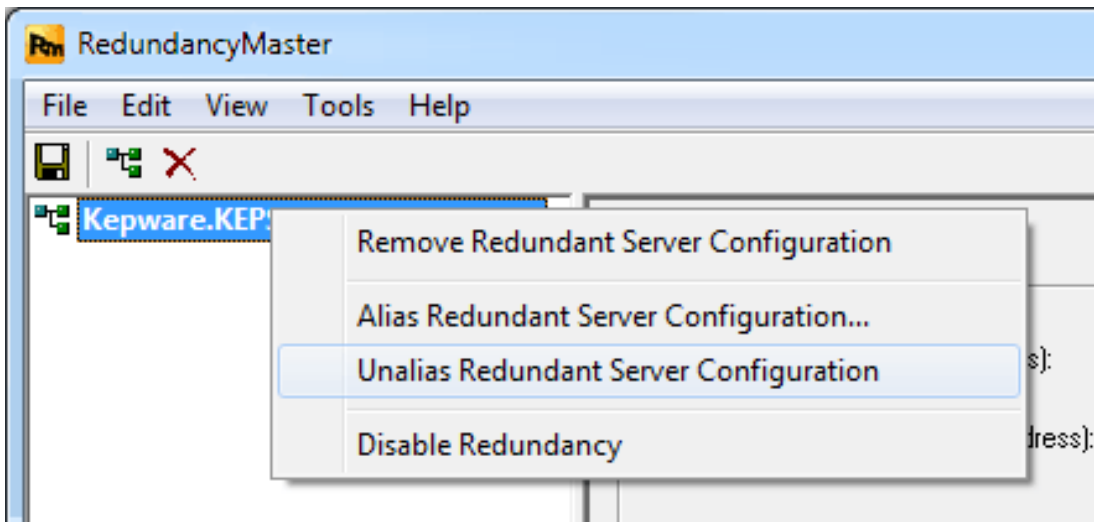 RedundancyMaster
File Edit View Tools Help
Kepware.KEP
Remove Redundant Server Configuration
Alias Redundant Server Configuration...
Unalias Redundant Server Configuration
s):
Disable Redundancy
dress):